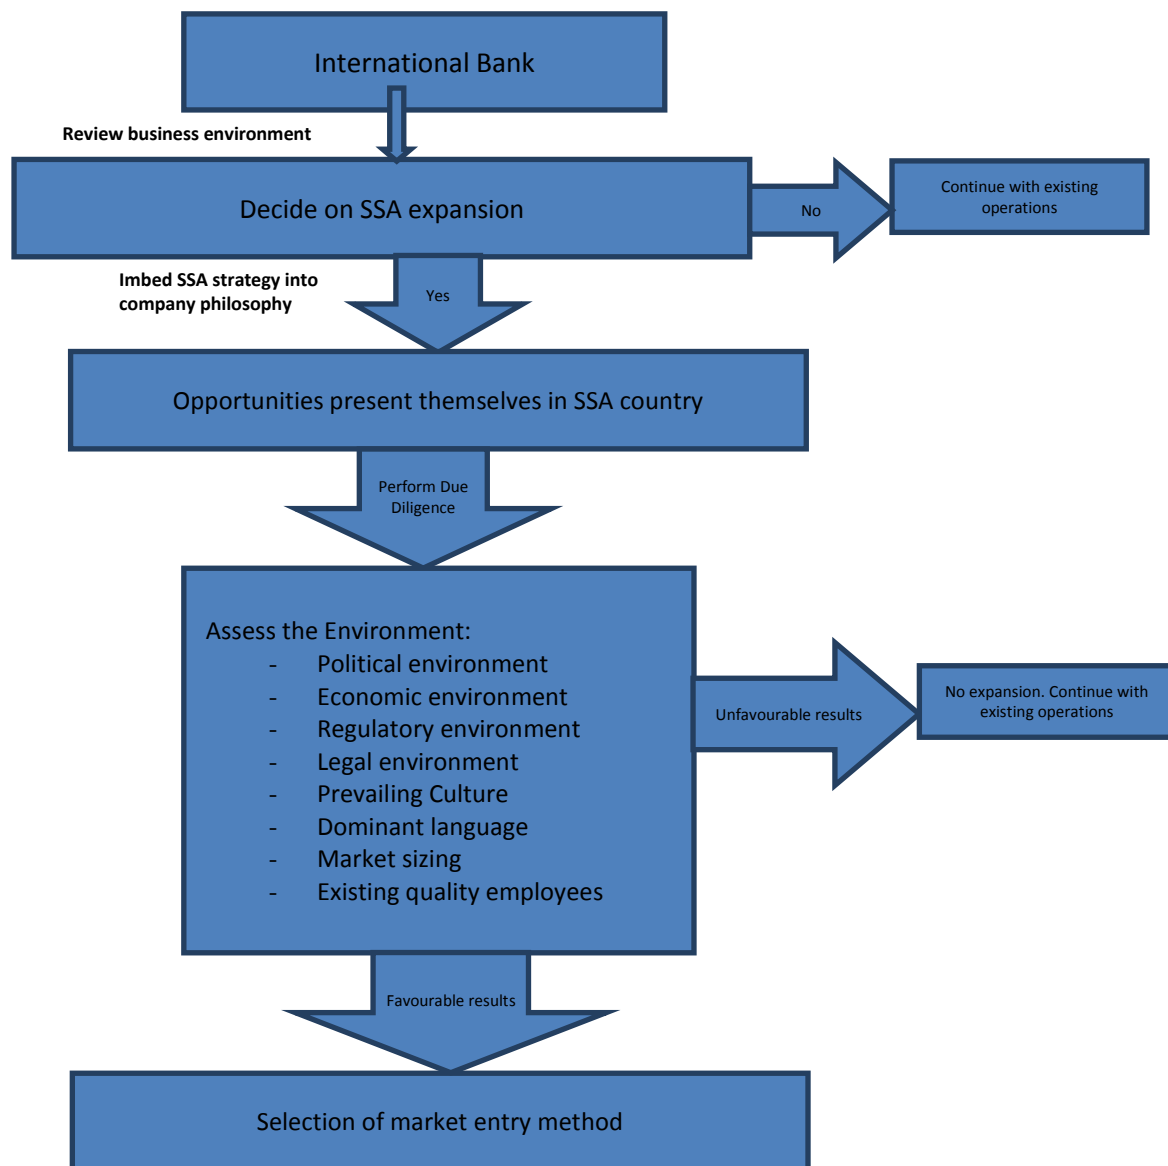 International Bank
Review business environment
Decide on SSA expansion
No
Continue with existing
operations
Imbed SSA strategy into
company philosophy
Yes
Opportunities present themselves in SSA country
Perform Due
Diligence
Assess the Environment:
- Political environment
- Economic environment
- Regulatory environment
- Legal environment
- Prevailing Culture
- Dominant language
- Market sizing
- Existing quality employees
Unfavourable results
No expansion. Continue with
existing operations
Favourable results
Selection of market entry method